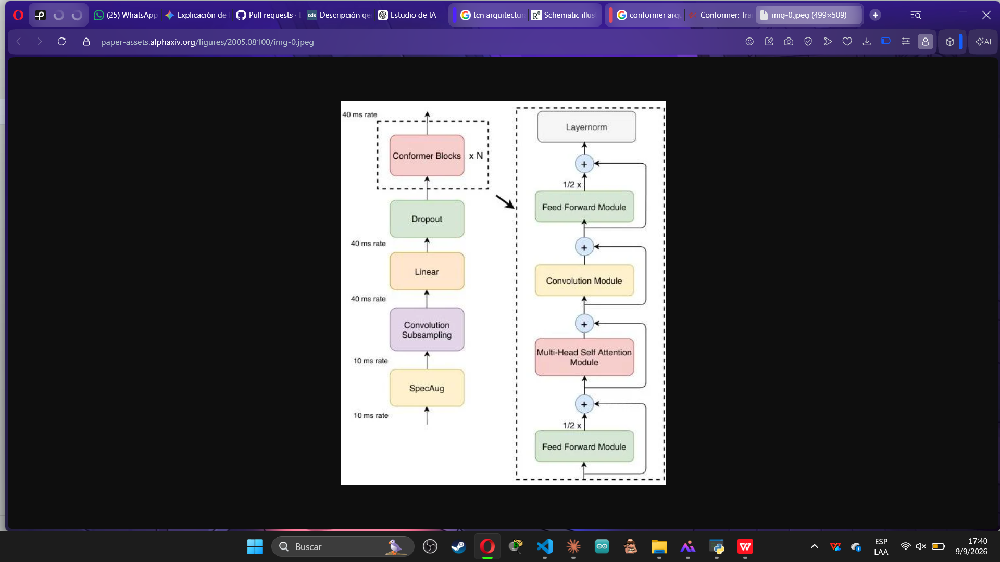 (25) WhatsApp
Explicación de
Pull requests ·
Descripción ge
Estudio de IA
tcn arquitectur
Schematic illus
conformer arq
Conformer: Tra
img-0.jpeg (499×589)
paper-assets.alphaxiv.org/figures/2005.08100/img-0.jpeg
AI
40 ms rate
Conformer Blocks
x N
Dropout
40 ms rate
Linear
40 ms rate
Convolution
Subsampling
10 ms rate
SpecAug
10 ms rate
Layernorm
+
1/2 x
Feed Forward Module
+
Convolution Module
+
Multi-Head Self Attention
Module
+
1/2 x
Feed Forward Module
Buscar
ESP
LAA
17:40
9/9/2026